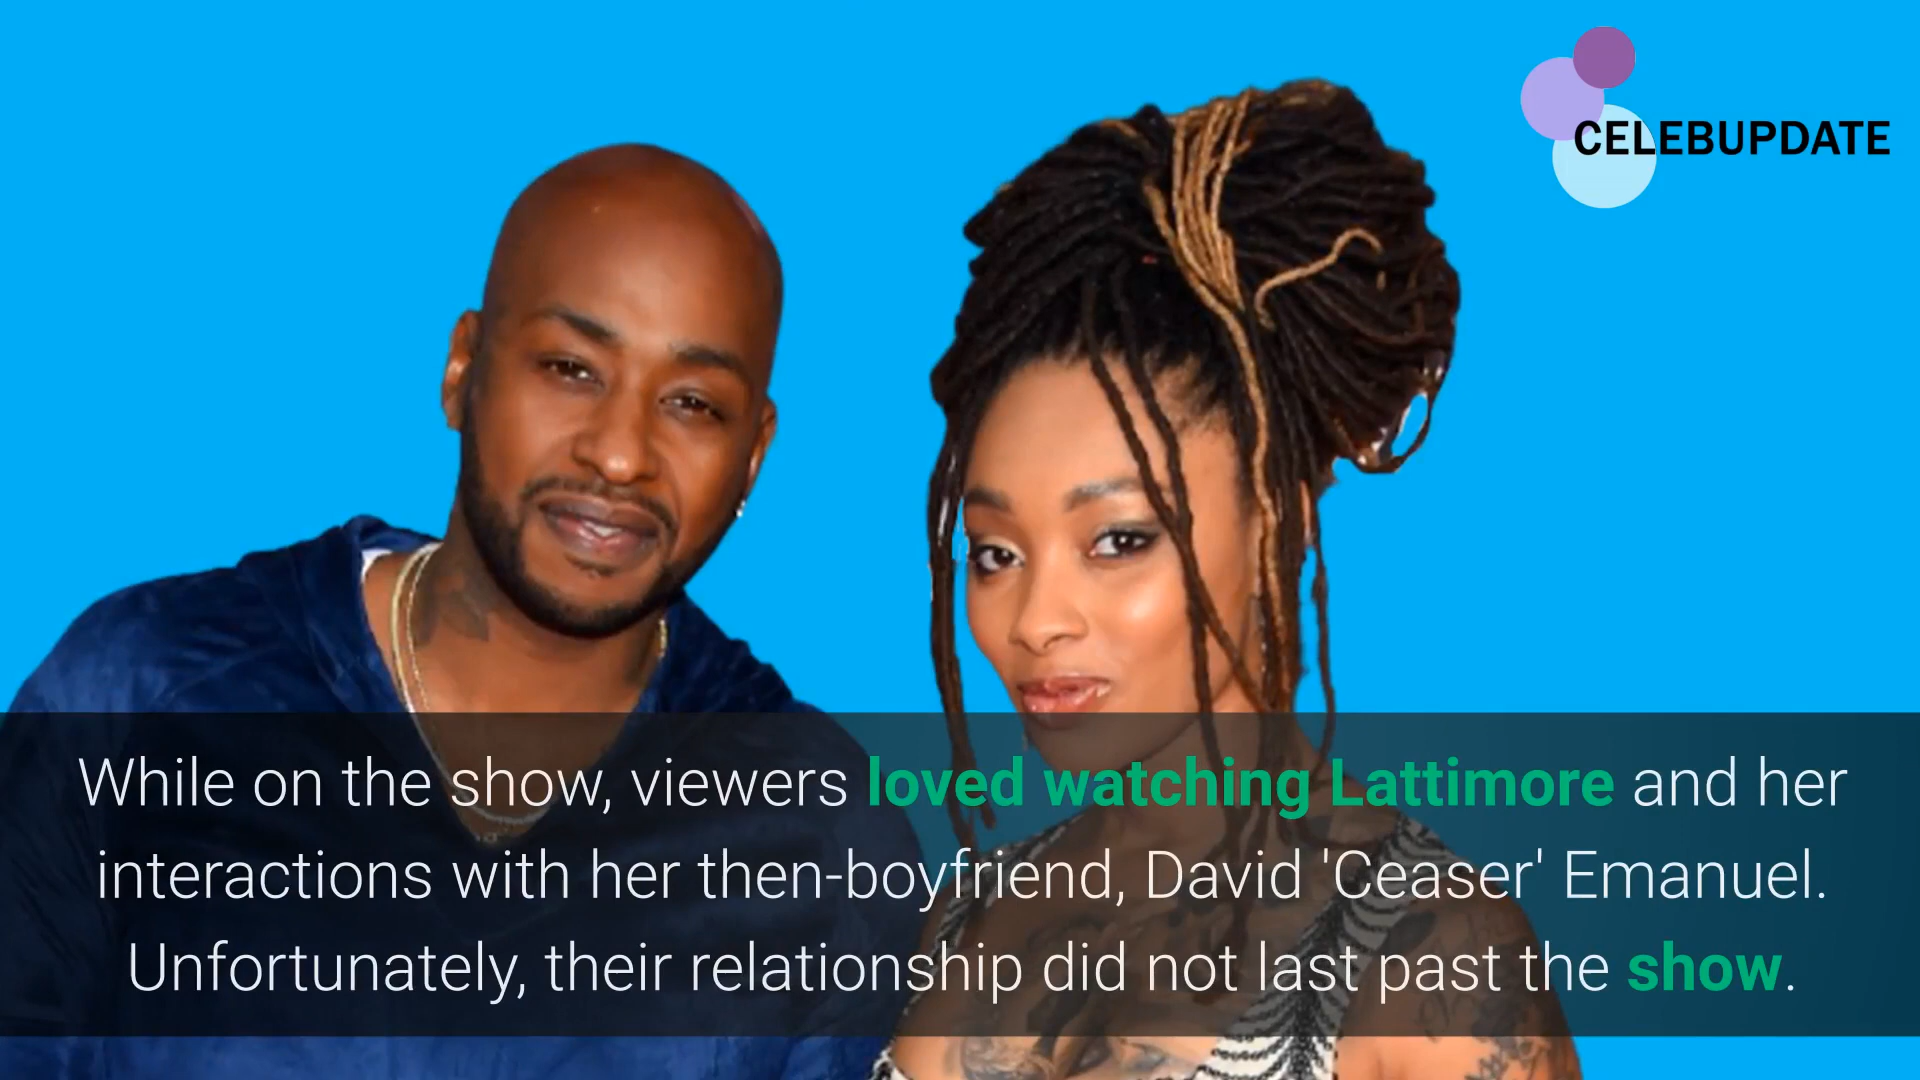 CELEBUPDATE
While on the show, viewers loved watching Lattimore and her
interactions with her then-boyfriend, David 'Ceaser' Emanuel.
Unfortunately, their relationship did not last past the show.